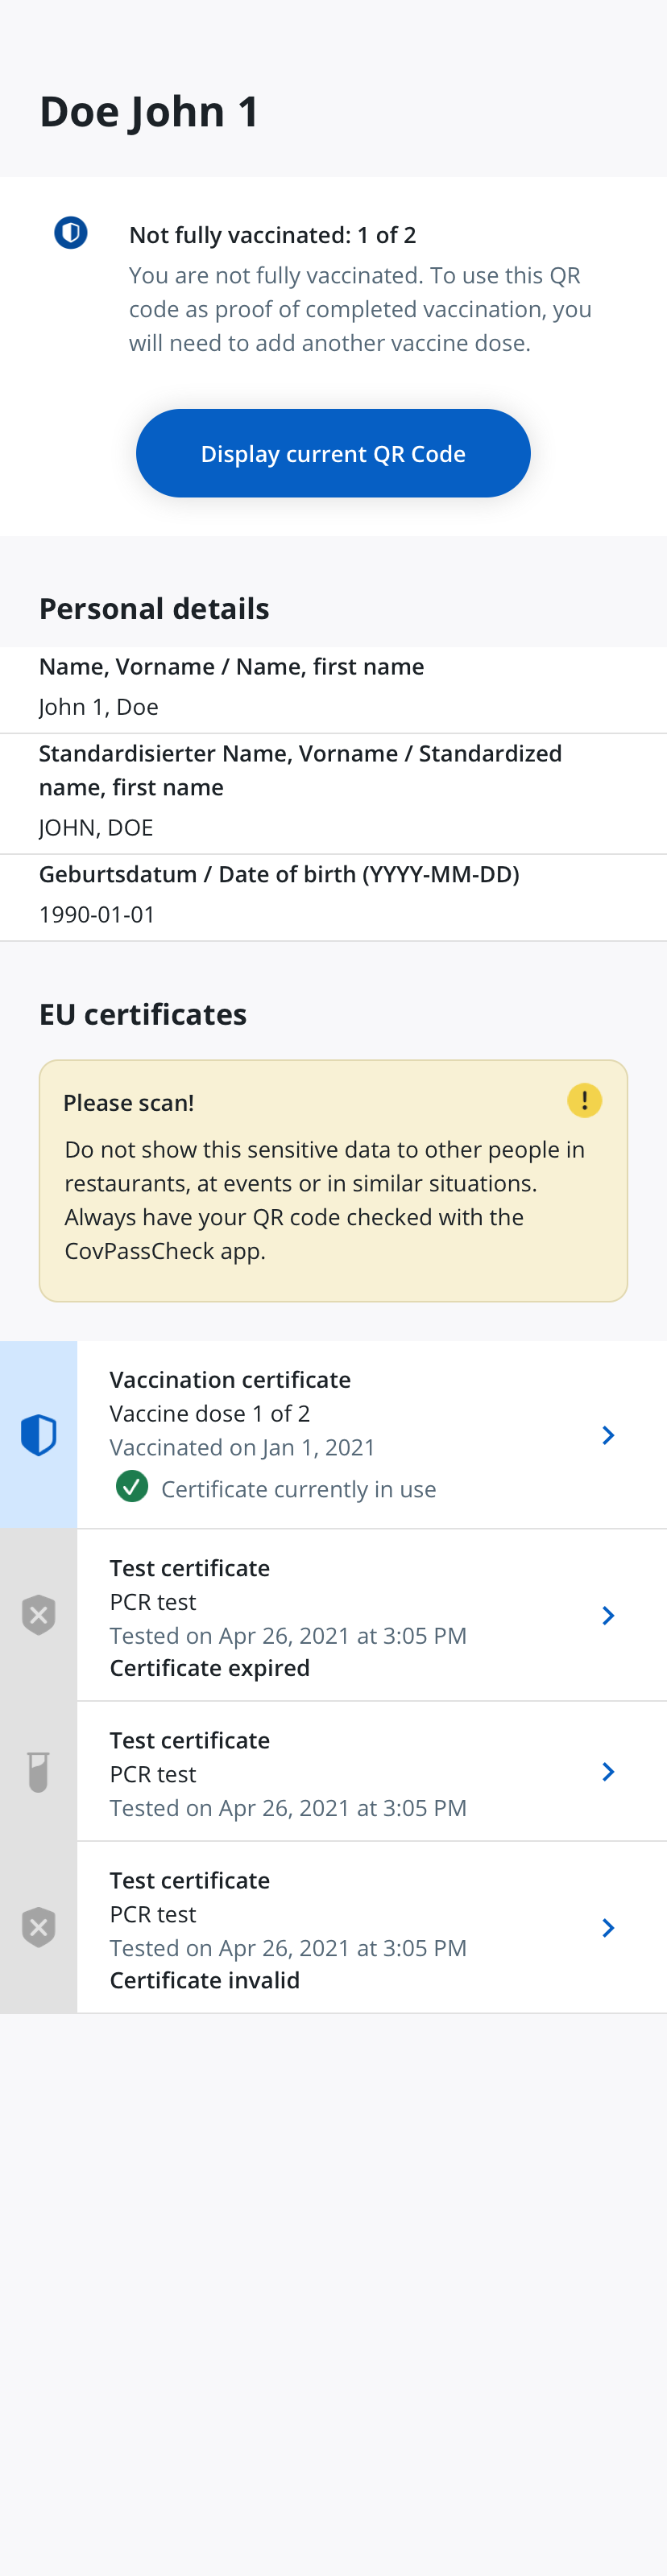 Doe John 1
Not fully vaccinated: 1 of 2
You are not fully vaccinated. To use this QR
code as proof of completed vaccination, you
will need to add another vaccine dose.
Display current QR Code
Personal details
Name, Vorname / Name, first name
John 1, Doe
Standardisierter Name, Vorname / Standardized
name, first name
JOHN, DOE
Geburtsdatum / Date of birth (YYYY-MM-DD)
1990-01-01
EU certificates
Please scan!
Do not show this sensitive data to other people in
restaurants, at events or in similar situations.
Always have your QR code checked with the
CovPassCheck app.
Vaccination certificate
Vaccine dose 1 of 2
Vaccinated on Jan 1, 2021
Certificate currently in use
Test certificate
PCR test
Tested on Apr 26, 2021 at 3:05 PM
Certificate expired
Test certificate
PCR test
Tested on Apr 26, 2021 at 3:05 PM
Test certificate
PCR test
Tested on Apr 26, 2021 at 3:05 PM
Certificate invalid